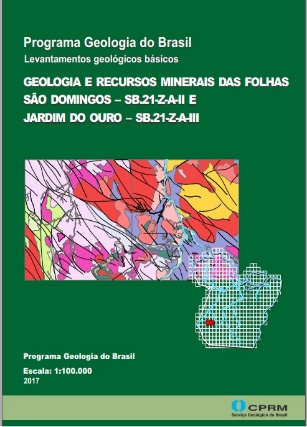 Programa Geologia do Brasil
Levantamentos geológicos básicos
GEOLOGIA E RECURSOS MINERAIS DAS FOLHAS
SÃO DOMINGOS – SB.21-Z-A-II E
JARDIM DO OURO – SB.21-Z-A-III
Programa Geologia do Brasil
Escala: 1:100.000
2017
CPRM
Serviço Geológico do Brasil